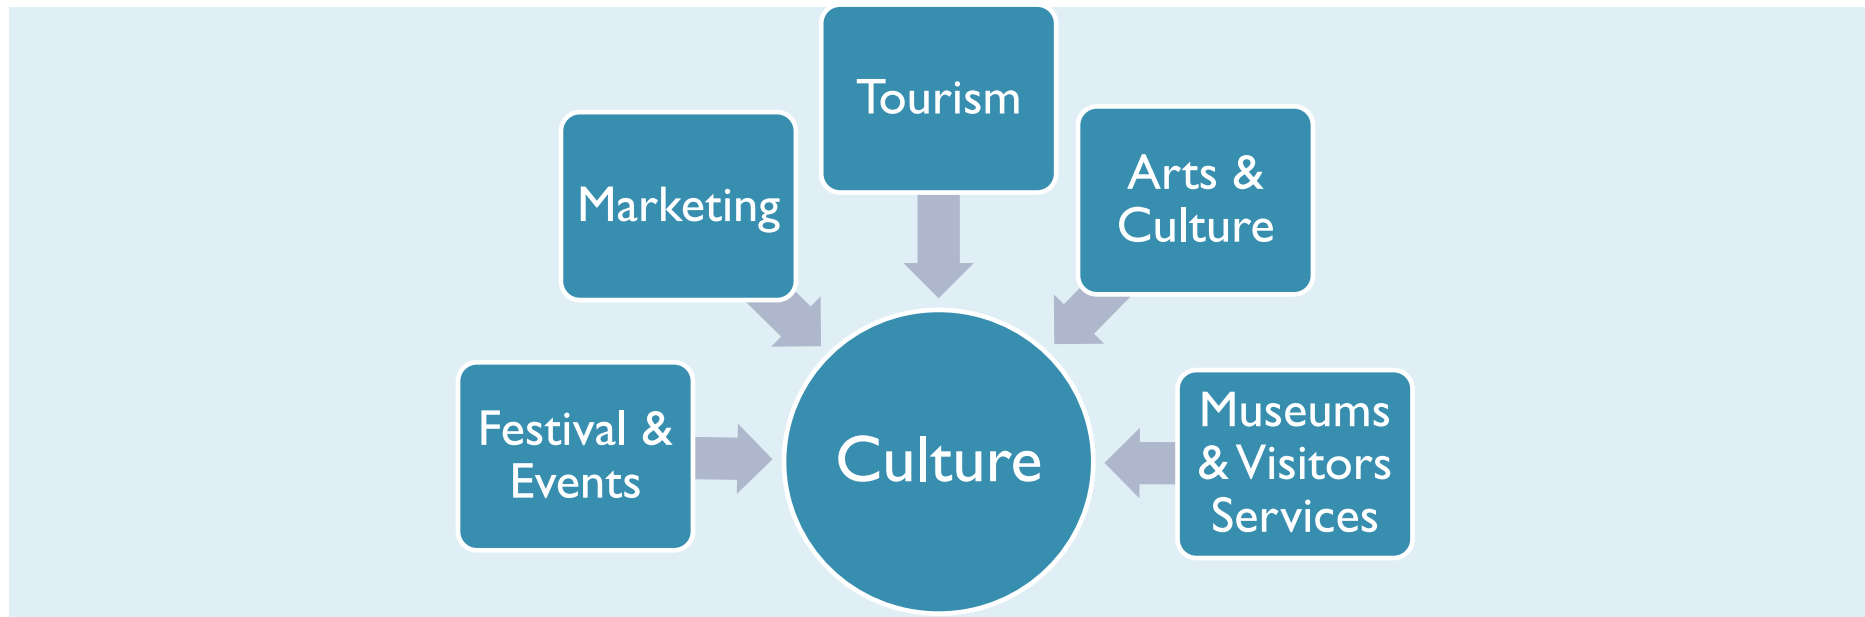 Tourism
Marketing
Arts &
Culture
Festival &
Events
Culture
Museums
& Visitors
Services